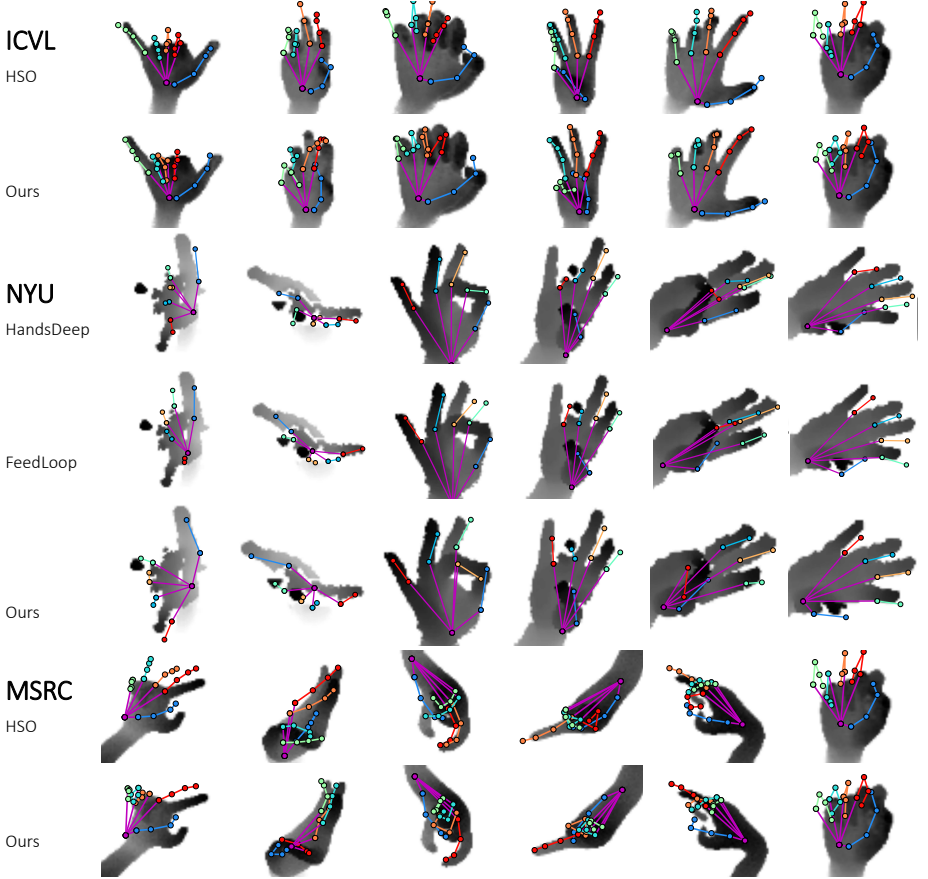 ICVL
HSO
Ours
NYU
HandsDeep
FeedLoop
Ours
MSRC
HSO
Ours